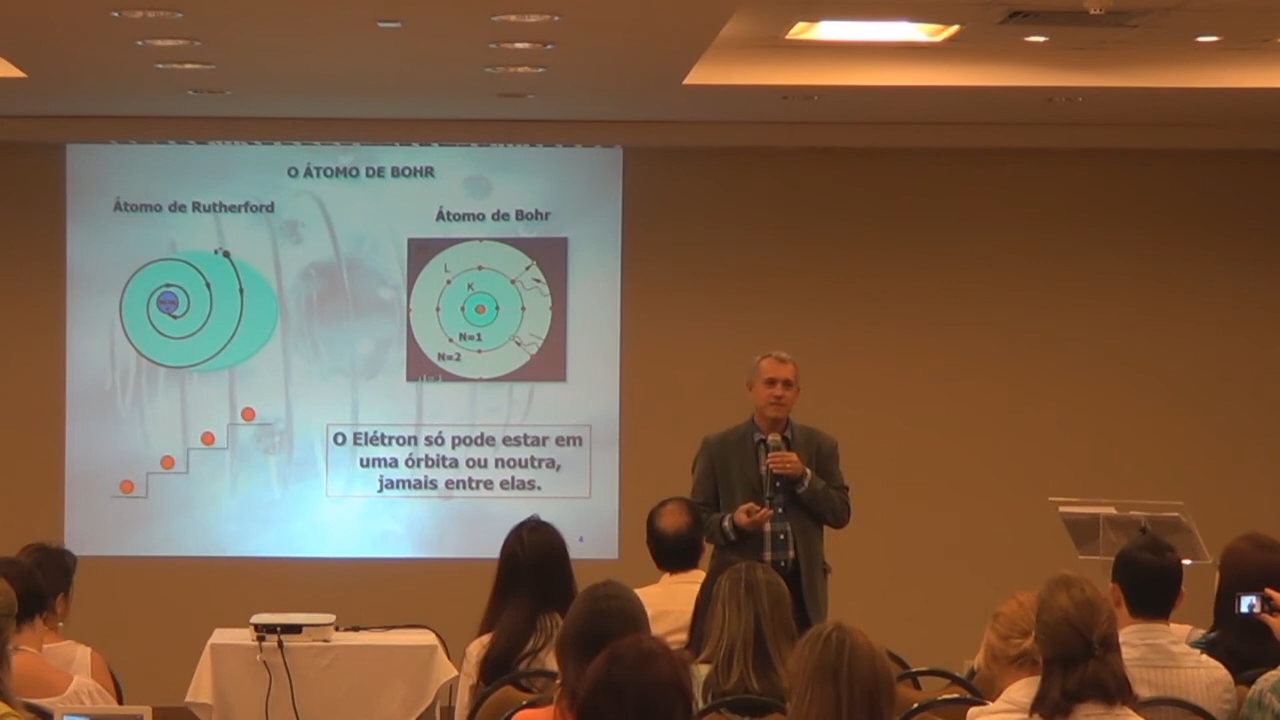 O ÁTOMO DE BOHR
Átomo de Rutherford
Átomo de Bohr
L
K
N=1
N=2
O Elétron só pode estar em
uma órbita ou noutra,
jamais entre elas.
4